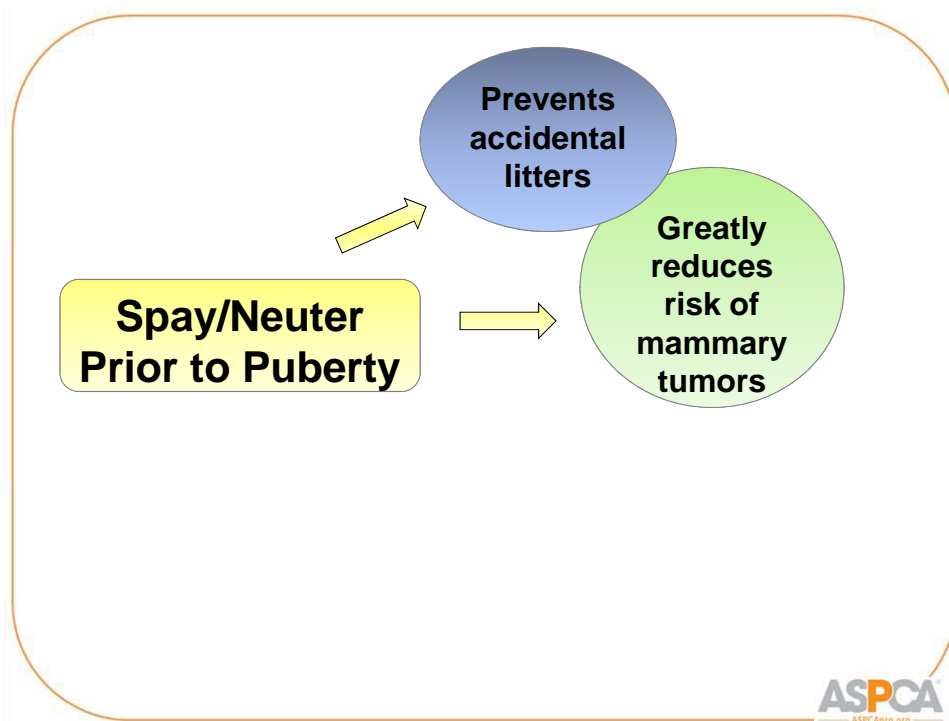 Prevents
accidental
litters
Greatly
reduces
risk of
mammary
tumors
Spay/Neuter
Prior to Puberty
ASPCA